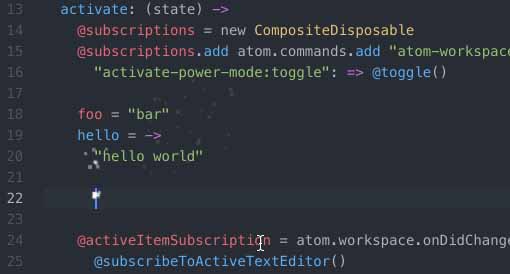 13 activate: (state) ->
14 @subscriptions = new CompositeDisposable
15 @subscriptions.add atom.commands.add "atom-workspace
16 "activate-power-mode:toggle": => @toggle()
17
18 foo = "bar"
19 hello = ->
20 "hello world"
21
22
23
24 @activeItemSubscription = atom.workspace.onDidChange
25 @subscribeToActiveTextEditor()